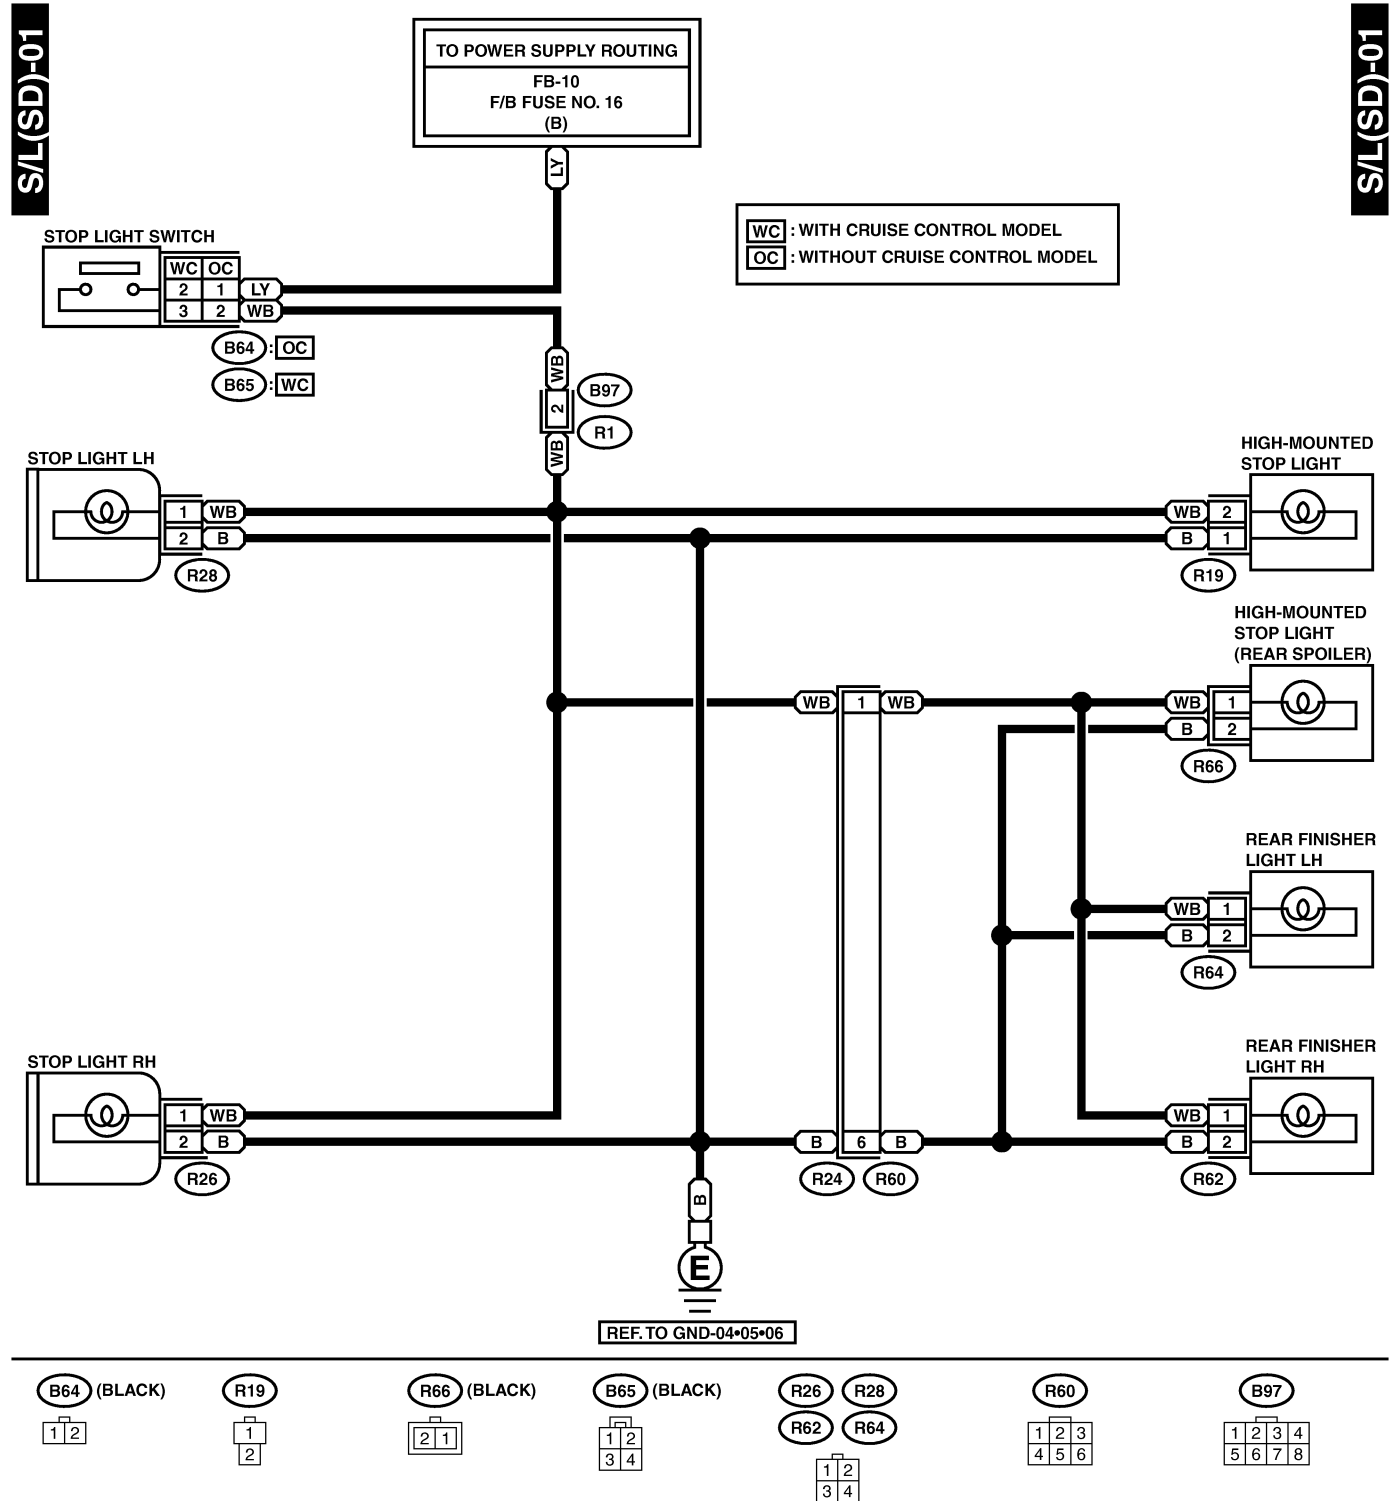 S/L(SD)-01
S/L(SD)-01
TO POWER SUPPLY ROUTING
FB-10
F/B FUSE NO. 16
(B)
LY
WC : WITH CRUISE CONTROL MODEL
OC : WITHOUT CRUISE CONTROL MODEL
STOP LIGHT SWITCH
WC OC
2 1 LY
3 2 WB
B64 : OC
B65 : WC
WB
2
B97
R1
WB
STOP LIGHT LH
1 WB
2 B
R28
HIGH-MOUNTED
STOP LIGHT
WB 2
B 1
R19
HIGH-MOUNTED
STOP LIGHT
(REAR SPOILER)
WB 1 WB
WB 1
B 2
R66
REAR FINISHER
LIGHT LH
WB 1
B 2
R64
STOP LIGHT RH
1 WB
2 B
R26
B 6 B
R24 R60
REAR FINISHER
LIGHT RH
WB 1
B 2
R62
B
E
REF. TO GND-04•05•06
B64 (BLACK)
1 2
R19
1
2
R66 (BLACK)
2 1
B65 (BLACK)
1 2
3 4
R26 R28
R62 R64
1 2
3 4
R60
1 2 3
4 5 6
B97
1 2 3 4
5 6 7 8